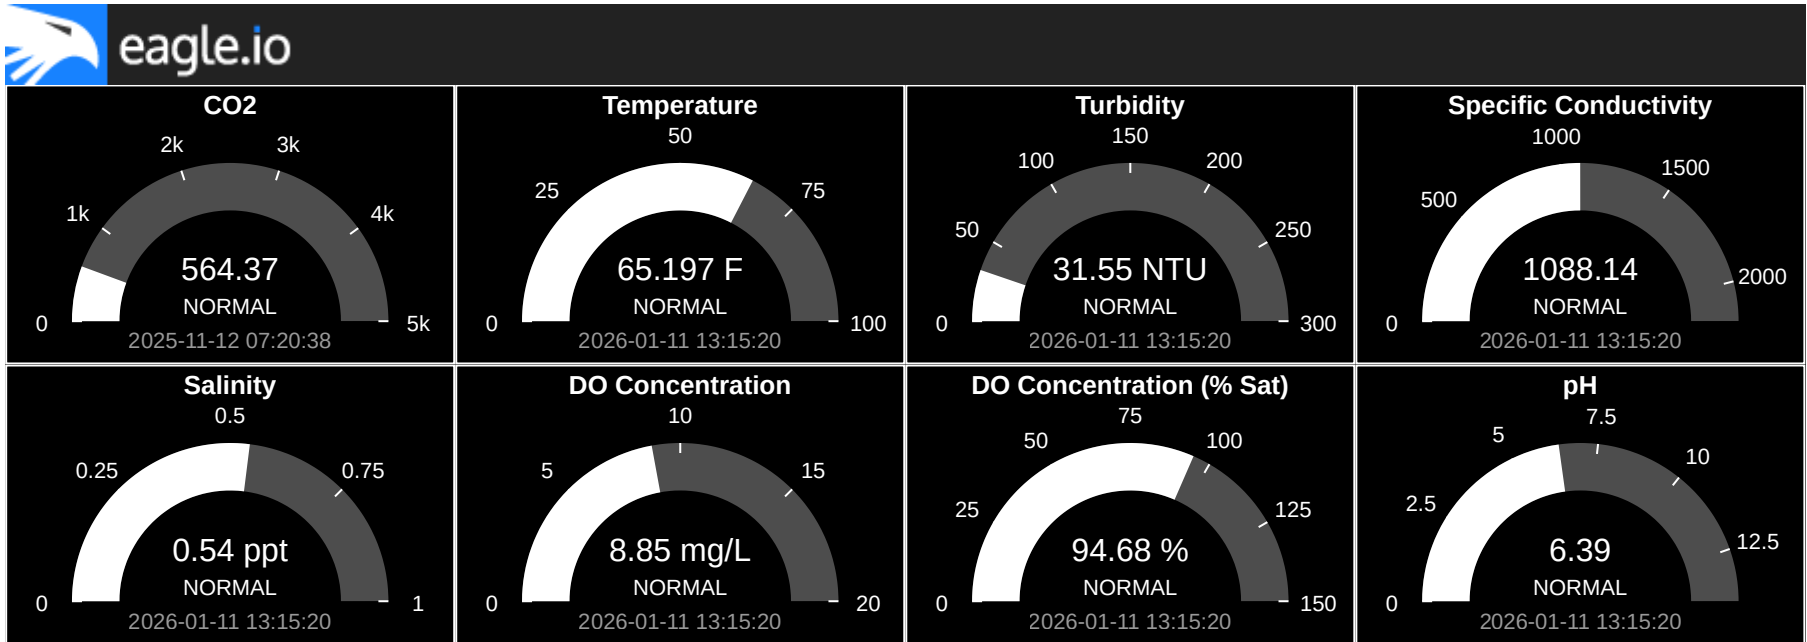 eagle.io
CO2
0
1k
2k
3k
4k
5k
564.37
NORMAL
2025-11-12 07:20:38
Temperature
0
25
50
75
100
65.197 F
NORMAL
2026-01-11 13:15:20
Turbidity
0
50
100
150
200
250
300
31.55 NTU
NORMAL
2026-01-11 13:15:20
Specific Conductivity
0
500
1000
1500
2000
1088.14
NORMAL
2026-01-11 13:15:20
Salinity
0
0.25
0.5
0.75
1
0.54 ppt
NORMAL
2026-01-11 13:15:20
DO Concentration
0
5
10
15
20
8.85 mg/L
NORMAL
2026-01-11 13:15:20
DO Concentration (% Sat)
0
25
50
75
100
125
150
94.68 %
NORMAL
2026-01-11 13:15:20
pH
0
2.5
5
7.5
10
12.5
6.39
NORMAL
2026-01-11 13:15:20